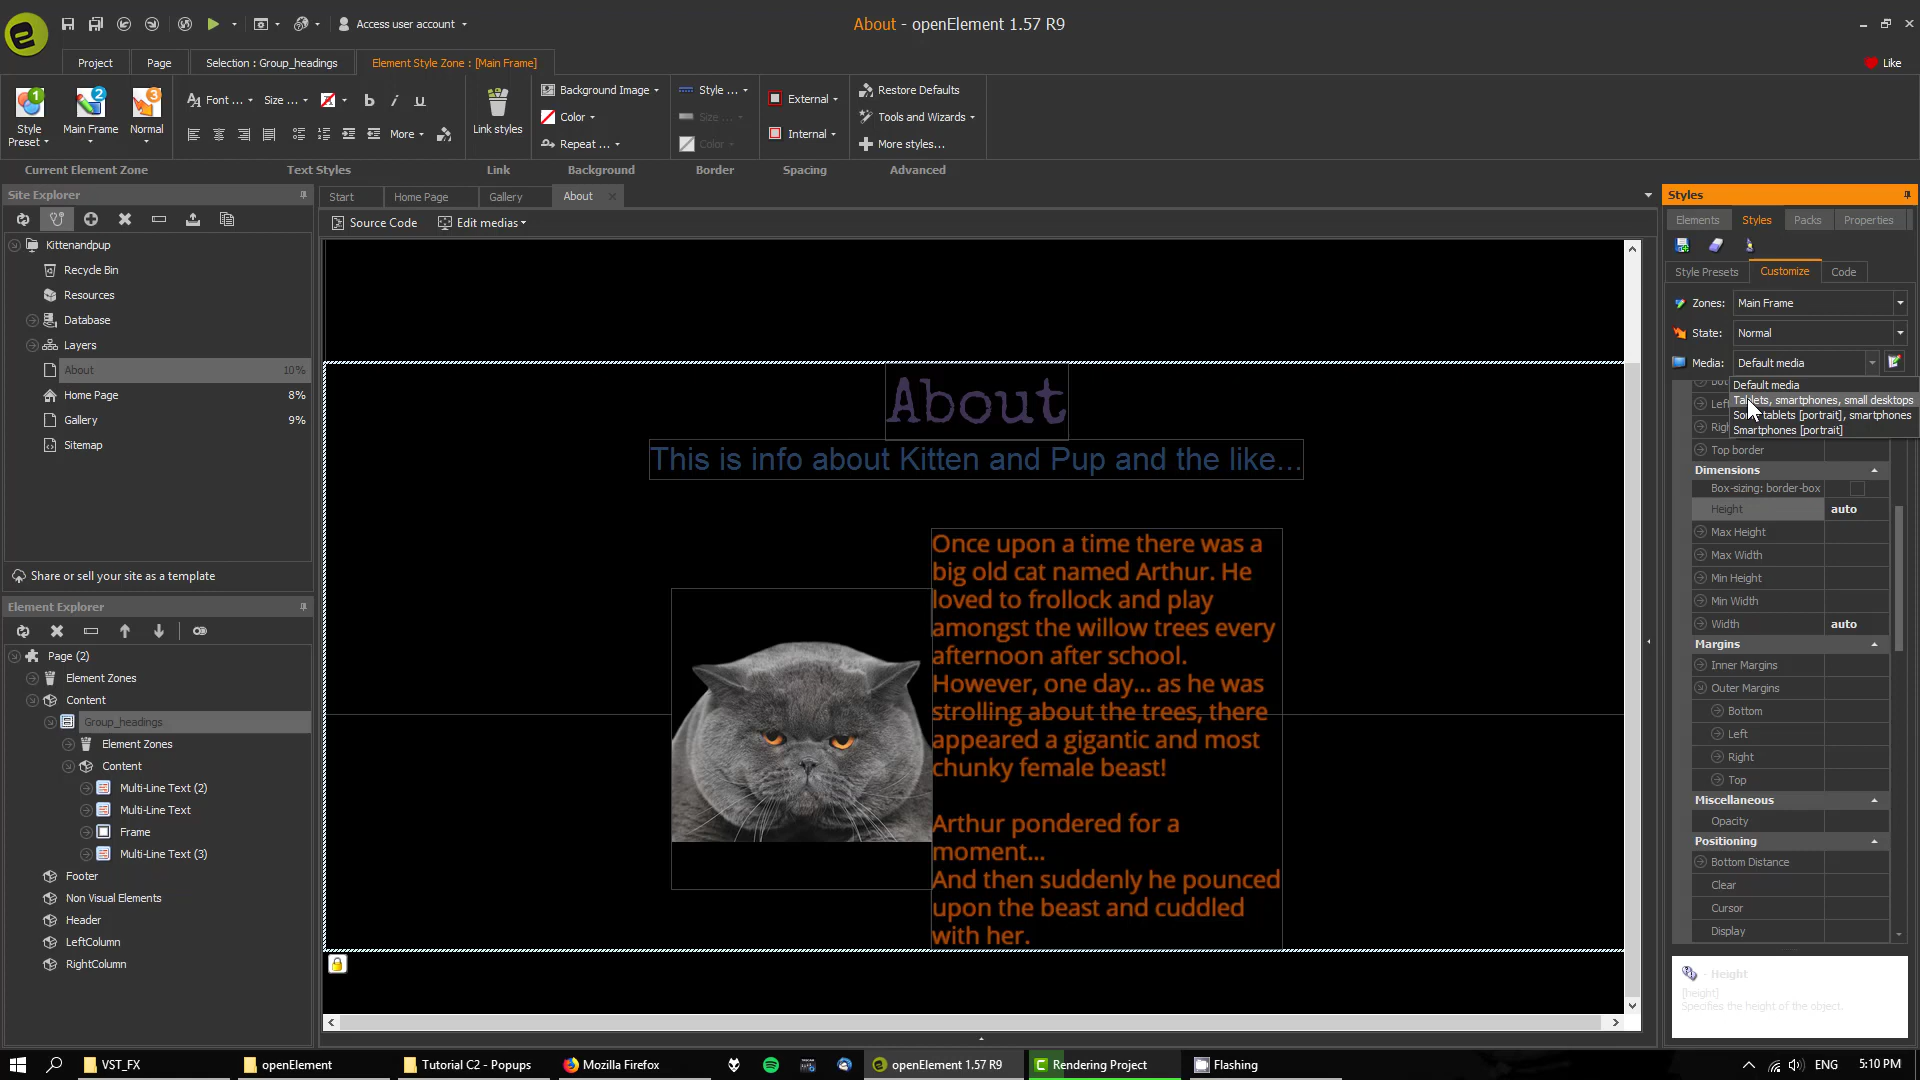 Access user account
About - openElement 1.57 R9
Project
Page
Selection : Group_headings
Element Style Zone : [Main Frame]
Like
Style Preset
Main Frame
Normal
Font ...
Size ...
More
Link styles
Background Image
Color
Repeat ...
Style ...
Size ...
Color
External
Internal
Restore Defaults
Tools and Wizards
More styles...
Current Element Zone
Text Styles
Link
Background
Border
Spacing
Advanced
Site Explorer
Kittenandpup
Recycle Bin
Resources
Database
Layers
About 10%
Home Page 8%
Gallery 9%
Sitemap
Share or sell your site as a template
Element Explorer
Page (2)
Element Zones
Content
Group_headings
Element Zones
Content
Multi-Line Text (2)
Multi-Line Text
Frame
Multi-Line Text (3)
Footer
Non Visual Elements
Header
LeftColumn
RightColumn
Start
Home Page
Gallery
About
Source Code
Edit medias
About
This is info about Kitten and Pup and the like...
Once upon a time there was a
big old cat named Arthur. He
loved to frollock and play
amongst the willow trees every
afternoon after school.
However, one day... as he was
strolling about the trees, there
appeared a gigantic and most
chunky female beast!
Arthur pondered for a
moment...
And then suddenly he pounced
upon the beast and cuddled
with her.
Styles
Elements
Styles
Packs
Properties
Style Presets
Customize
Code
Zones: Main Frame
State: Normal
Media: Default media
Default media
Tablets, smartphones, small desktops
tablets [portrait], smartphones
Smartphones [portrait]
Top border
Dimensions
Box-sizing: border-box
Height auto
Max Height
Max Width
Min Height
Min Width
Width auto
Margins
Inner Margins
Outer Margins
Bottom
Left
Right
Top
Miscellaneous
Opacity
Positioning
Bottom Distance
Clear
Cursor
Display
- Height
[height]
Specifies the height of the object.
VST_FX
openElement
Tutorial C2 - Popups
Mozilla Firefox
openElement 1.57 R9
Rendering Project
Flashing
ENG
5:10 PM